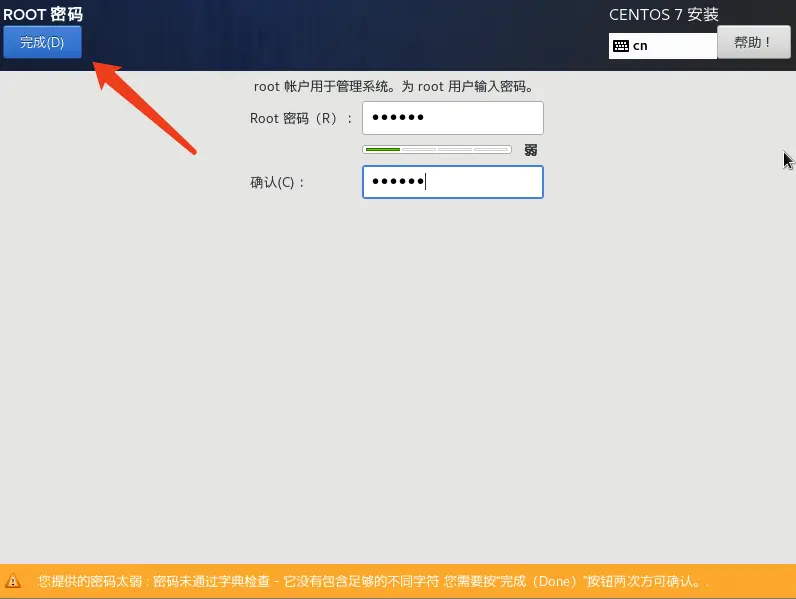 ROOT 密码
CENTOS 7 安装
完成(D)
cn
帮助！
root 帐户用于管理系统。为 root 用户输入密码。
Root 密码（R）：
●●●●●●
弱
确认(C)：
●●●●●●
您提供的密码太弱 : 密码未通过字典检查 - 它没有包含足够的不同字符 您需要按"完成（Done）"按钮两次方可确认。.